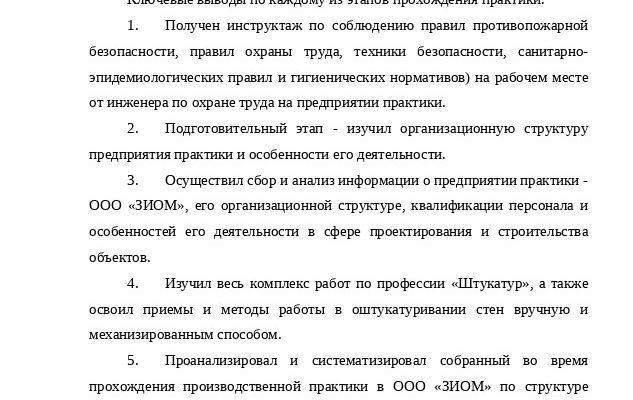 Ключевые выводы по каждому из этапов прохождения практики:
1. Получен инструктаж по соблюдению правил противопожарной
безопасности, правил охраны труда, техники безопасности, санитарно-
эпидемиологических правил и гигиенических нормативов) на рабочем месте
от инженера по охране труда на предприятии практики.
2. Подготовительный этап - изучил организационную структуру
предприятия практики и особенности его деятельности.
3. Осуществил сбор и анализ информации о предприятии практики -
ООО «ЗИОМ», его организационной структуре, квалификации персонала и
особенностей его деятельности в сфере проектирования и строительства
объектов.
4. Изучил весь комплекс работ по профессии «Штукатур», а также
освоил приемы и методы работы в оштукатуривании стен вручную и
механизированным способом.
5. Проанализировал и систематизировал собранный во время
прохождения производственной практики в ООО «ЗИОМ» по структуре